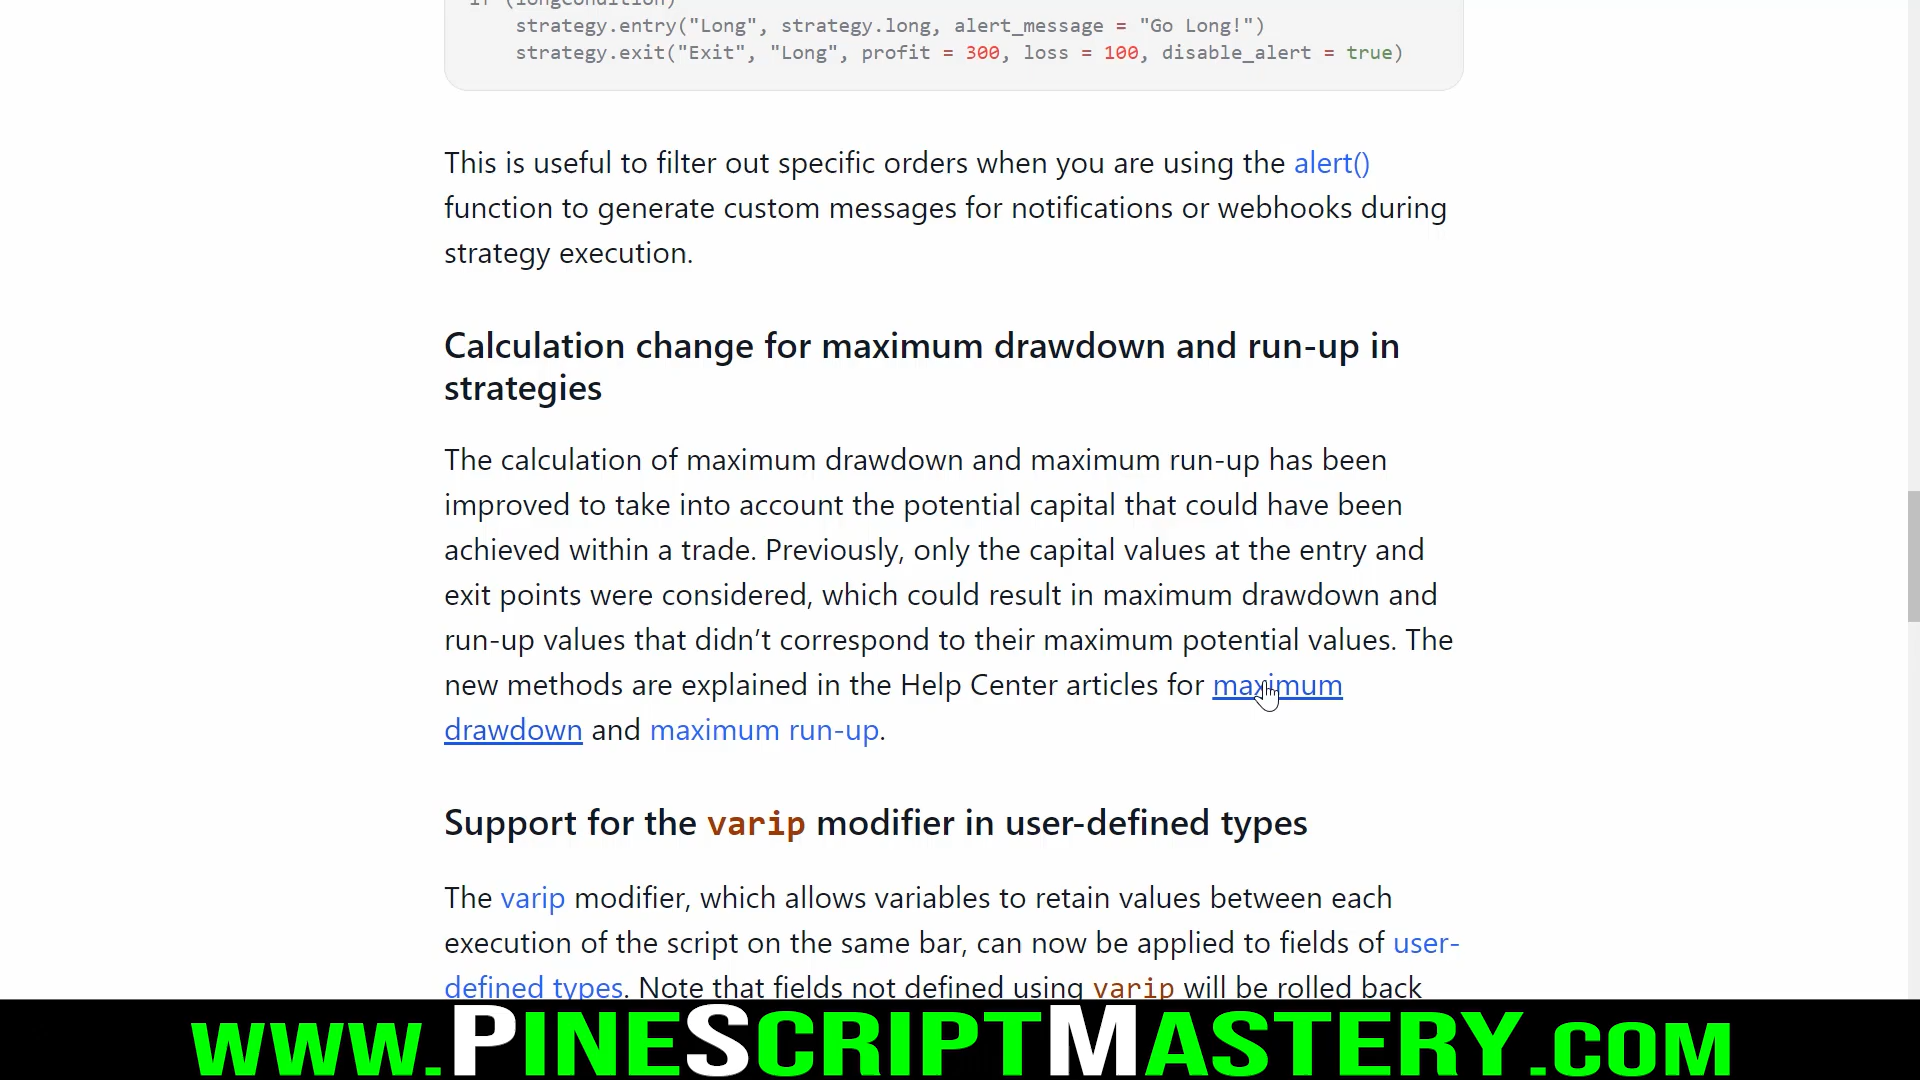 if (longCondition)
strategy.entry("Long", strategy.long, alert_message = "Go Long!")
strategy.exit("Exit", "Long", profit = 300, loss = 100, disable_alert = true)
This is useful to filter out specific orders when you are using the alert()
function to generate custom messages for notifications or webhooks during
strategy execution.
Calculation change for maximum drawdown and run-up in
strategies
The calculation of maximum drawdown and maximum run-up has been
improved to take into account the potential capital that could have been
achieved within a trade. Previously, only the capital values at the entry and
exit points were considered, which could result in maximum drawdown and
run-up values that didn’t correspond to their maximum potential values. The
new methods are explained in the Help Center articles for maximum
drawdown and maximum run-up.
Support for the varip modifier in user-defined types
The varip modifier, which allows variables to retain values between each
execution of the script on the same bar, can now be applied to fields of user-
defined types. Note that fields not defined using varip will be rolled back
www.PineScriptMastery.com